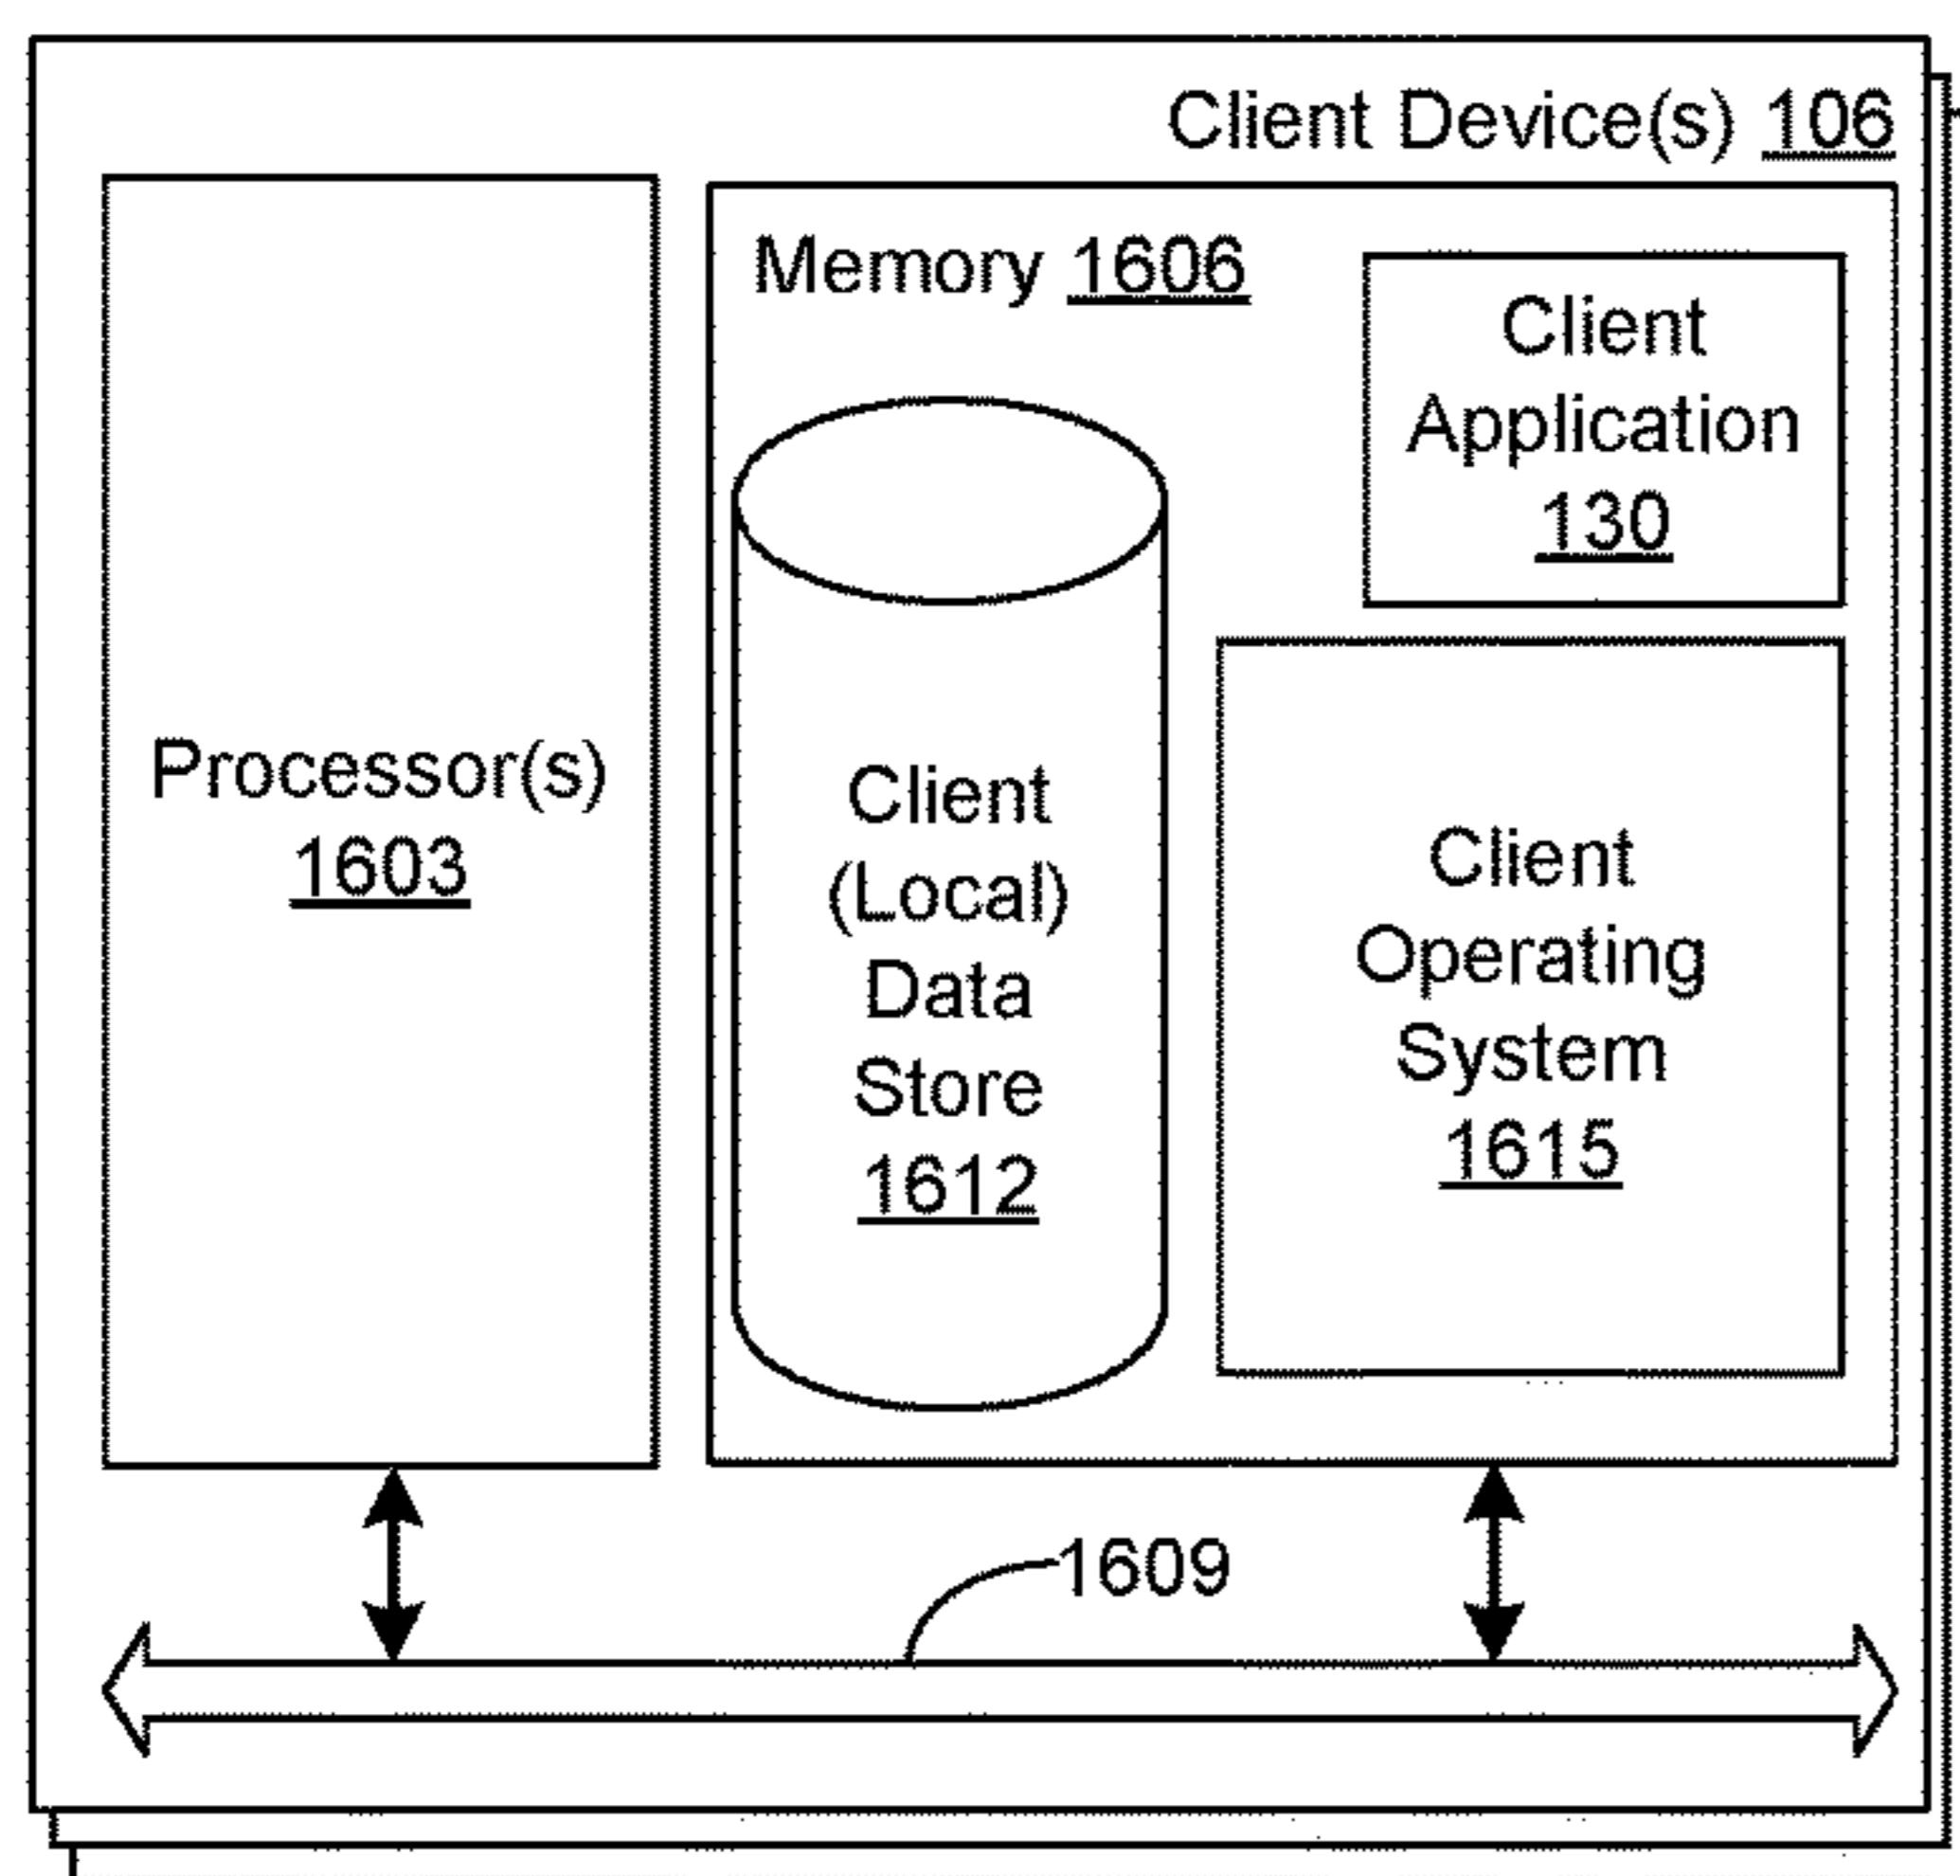 Client Device(s) 106
Memory 1606
Client
Application
130
Processor(s)
1603
Client
(Local)
Data
Store
1612
Client
Operating
System
1615
1609